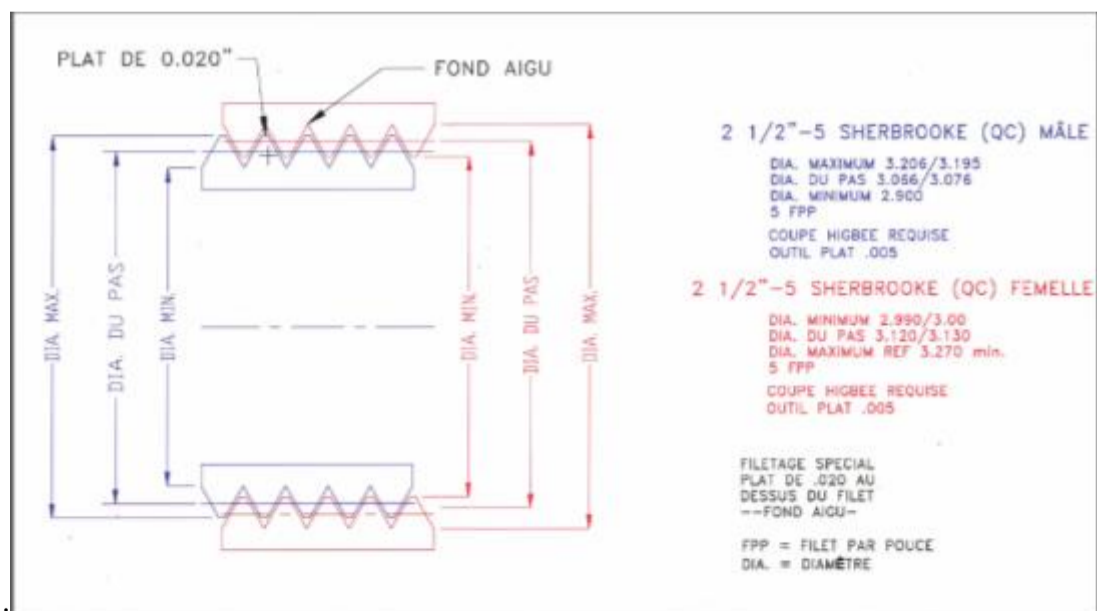 PLAT DE 0.020"
FOND AIGU
DIA. MAX.
DIA. DU PAS
DIA. MIN.
DIA. MIN.
DIA. DU PAS
DIA. MAX.
2 1/2"-5 SHERBROOKE (QC) MÂLE
DIA. MAXIMUM 3.206/3.195
DIA. DU PAS 3.066/3.076
DIA. MINIMUM 2.900
5 FPP
COUPE HIGBEE REQUISE
OUTIL PLAT .005
2 1/2"-5 SHERBROOKE (QC) FEMELLE
DIA. MINIMUM 2.990/3.00
DIA. DU PAS 3.120/3.130
DIA. MAXIMUM REF 3.270 min.
5 FPP
COUPE HIGBEE REQUISE
OUTIL PLAT .005
FILETAGE SPECIAL
PLAT DE .020 AU
DESSUS DU FILET
--FOND AIGU-
FPP = FILET PAR POUCE
DIA. = DIAMÈTRE